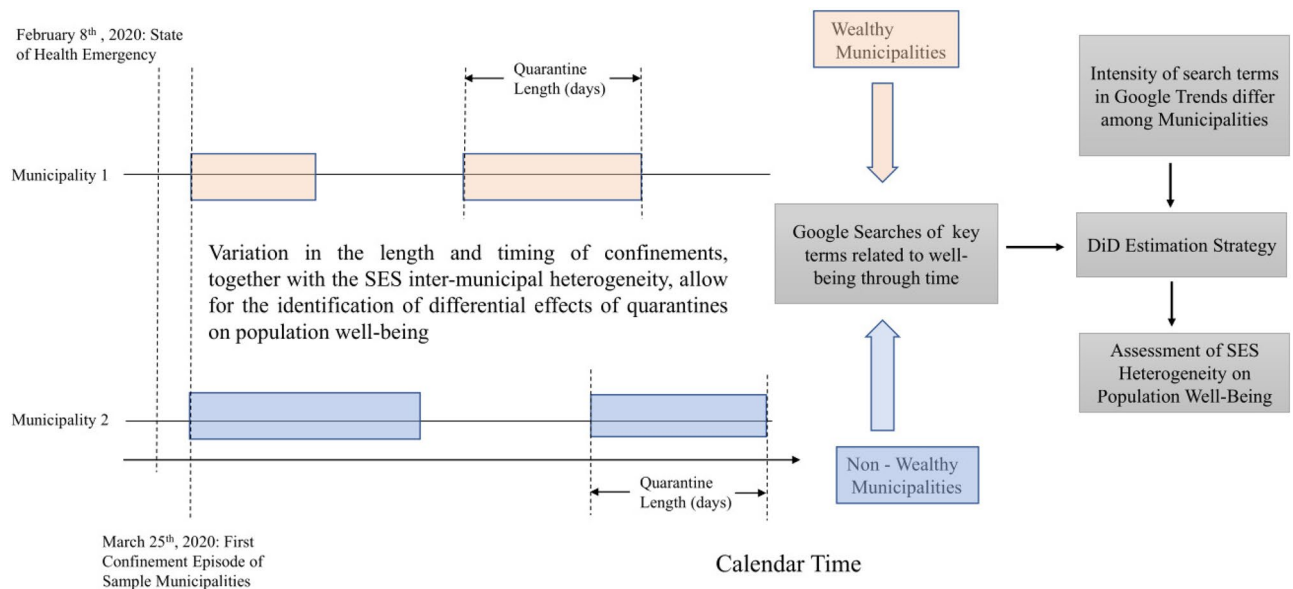 February 8th , 2020: State
of Health Emergency
Quarantine
Length (days)
Municipality 1
Variation in the length and timing of confinements,
together with the SES inter-municipal heterogeneity, allow
for the identification of differential effects of quarantines
on population well-being
Municipality 2
Quarantine
Length (days)
March 25th, 2020: First
Confinement Episode of
Sample Municipalities
Calendar Time
Wealthy
Municipalities
Google Searches of key
terms related to well-
being through time
Non - Wealthy
Municipalities
Intensity of search terms
in Google Trends differ
among Municipalities
DiD Estimation Strategy
Assessment of SES
Heterogeneity on
Population Well-Being